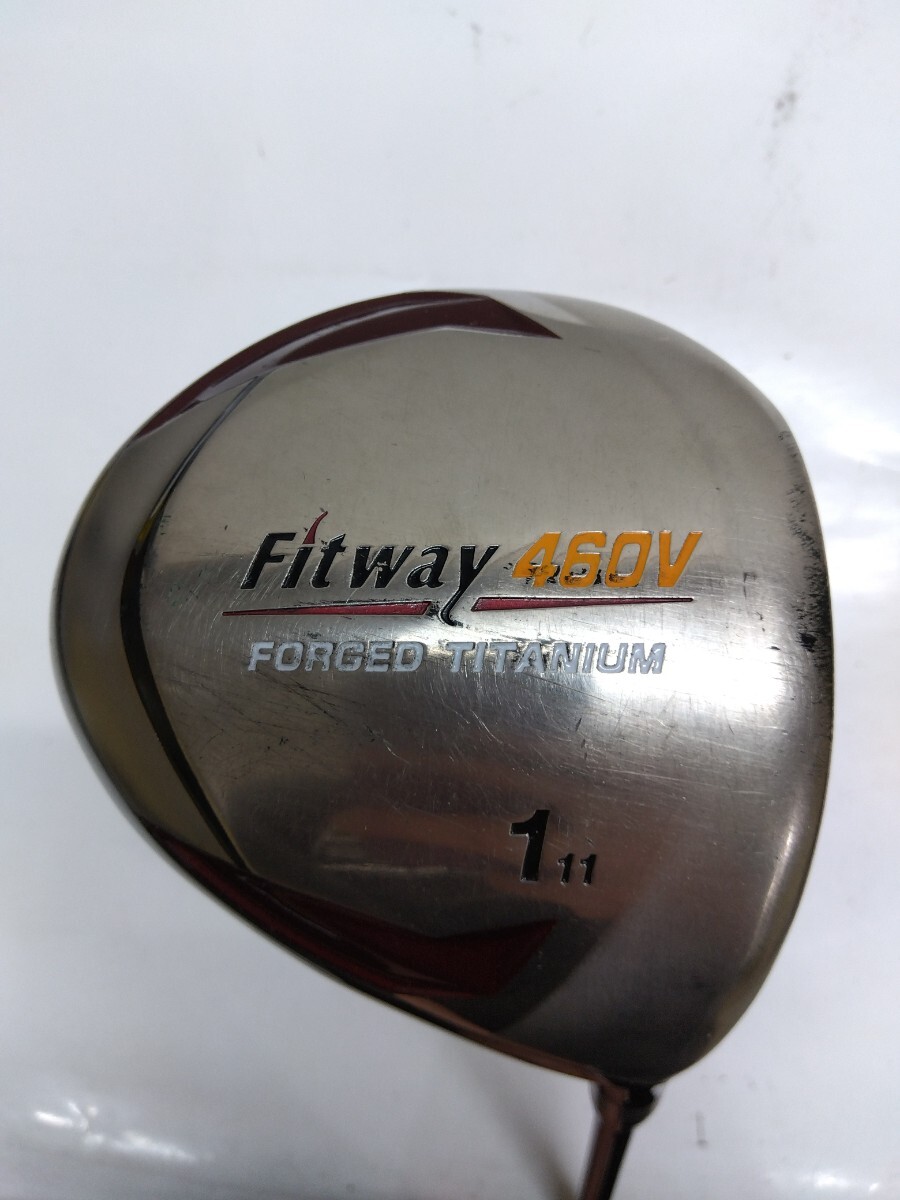 Fitway 460V
FORGED TITANIUM
1 11